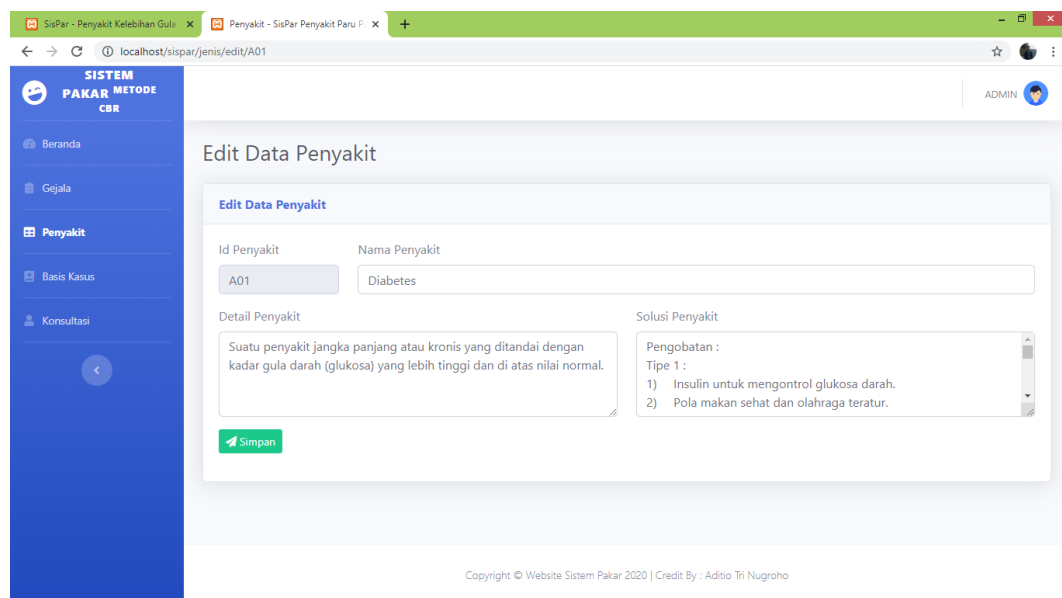 SisPar - Penyakit Kelebihan Gula
Penyakit - SisPar Penyakit Paru P
localhost/sispar/jenis/edit/A01
SISTEM
PAKAR METODE
CBR
ADMIN
Beranda
Gejala
Penyakit
Basis Kasus
Konsultasi
Edit Data Penyakit
Edit Data Penyakit
Id Penyakit
Nama Penyakit
A01
Diabetes
Detail Penyakit
Solusi Penyakit
Suatu penyakit jangka panjang atau kronis yang ditandai dengan
kadar gula darah (glukosa) yang lebih tinggi dan di atas nilai normal.
Pengobatan :
Tipe 1 :
1) Insulin untuk mengontrol glukosa darah.
2) Pola makan sehat dan olahraga teratur.
Simpan
Copyright © Website Sistem Pakar 2020 | Credit By : Aditio Tri Nugroho